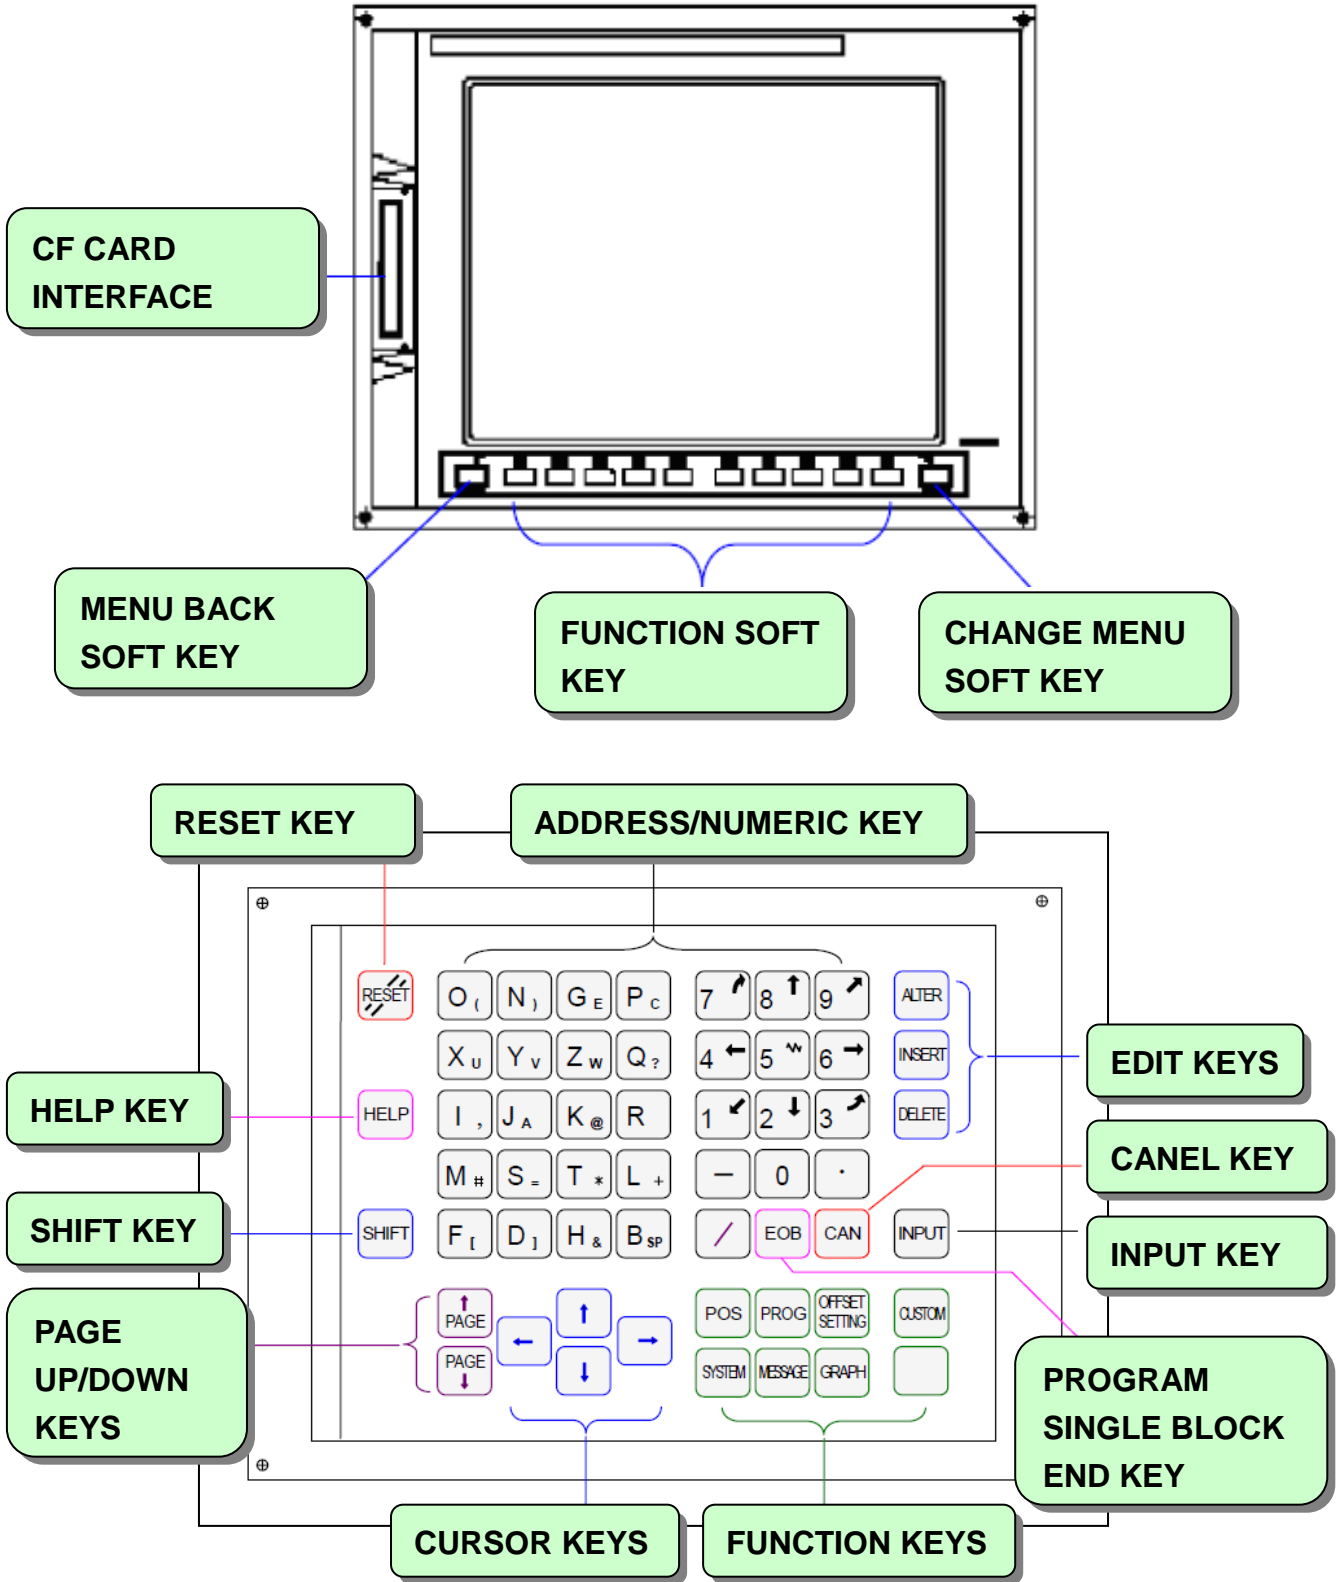 CF CARD
INTERFACE
MENU BACK
SOFT KEY
FUNCTION SOFT
KEY
CHANGE MENU
SOFT KEY
RESET KEY
ADDRESS/NUMERIC KEY
RESET
O ( N ) G E P C
7 8 9
ALTER
X U Y V Z W Q ?
4 5 6
INSERT
EDIT KEYS
HELP KEY
HELP
I , J A K @ R
1 2 3
DELETE
CANEL KEY
M # S = T * L +
— 0 .
SHIFT KEY
SHIFT
F [ D ] H & B SP
/ EOB CAN
INPUT
INPUT KEY
PAGE
UP/DOWN
KEYS
PAGE
PAGE
POS PROG OFFSET
SETTING
CUSTOM
SYSTEM MESSAGE GRAPH
PROGRAM
SINGLE BLOCK
END KEY
CURSOR KEYS
FUNCTION KEYS